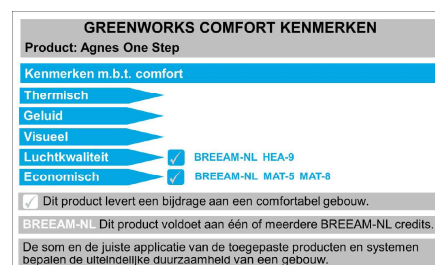 GREENWORKS COMFORT KENMERKEN
Product: Agnes One Step
Kenmerken m.b.t. comfort
Thermisch
Geluid
Visueel
Luchtkwaliteit BREEAM-NL HEA-9
Economisch BREEAM-NL MAT-5 MAT-8
Dit product levert een bijdrage aan een comfortabel gebouw.
BREEAM-NL Dit product voldoet aan één of meerdere BREEAM-NL credits.
De som en de juiste applicatie van de toegepaste producten en systemen
bepalen de uiteindelijke duurzaamheid van een gebouw.